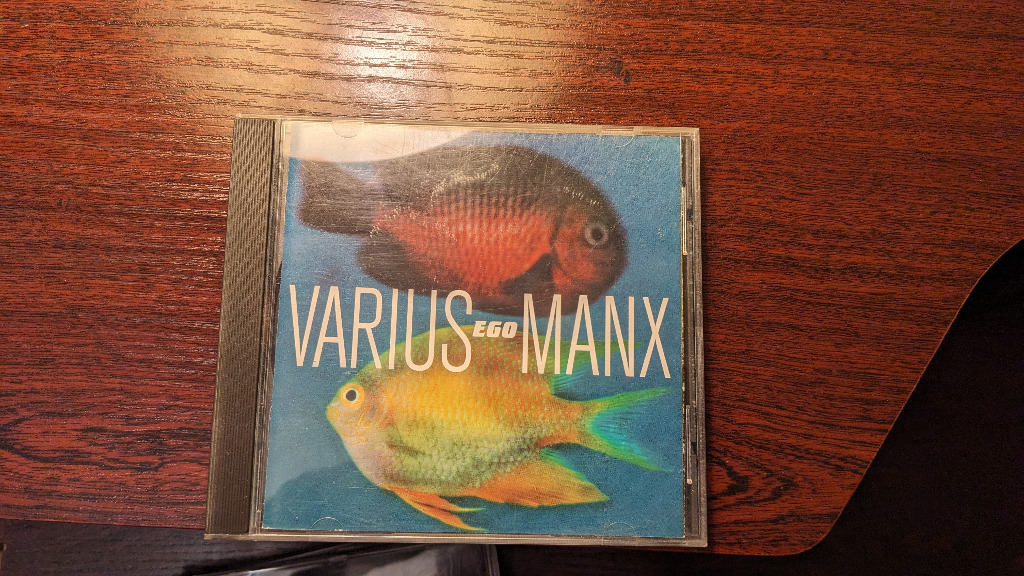 VARIUS EGO MANX